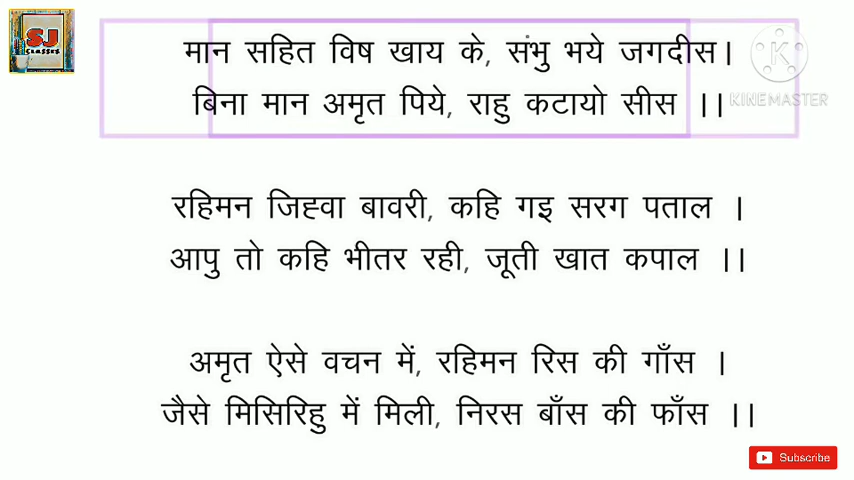 SJ
CLASSES
मान सहित विष खाय के, संभु भये जगदीस।
KINEMASTER
बिना मान अमृत पिये, राहु कटायो सीस ।।
रहिमन जिह्वा बावरी, कहि गइ सरग पताल ।
आपु तो कहि भीतर रही, जूती खात कपाल ।।
अमृत ऐसे वचन में, रहिमन रिस की गाँस ।
जैसे मिसिरिहु में मिली, निरस बाँस की फाँस ।।
Subscribe